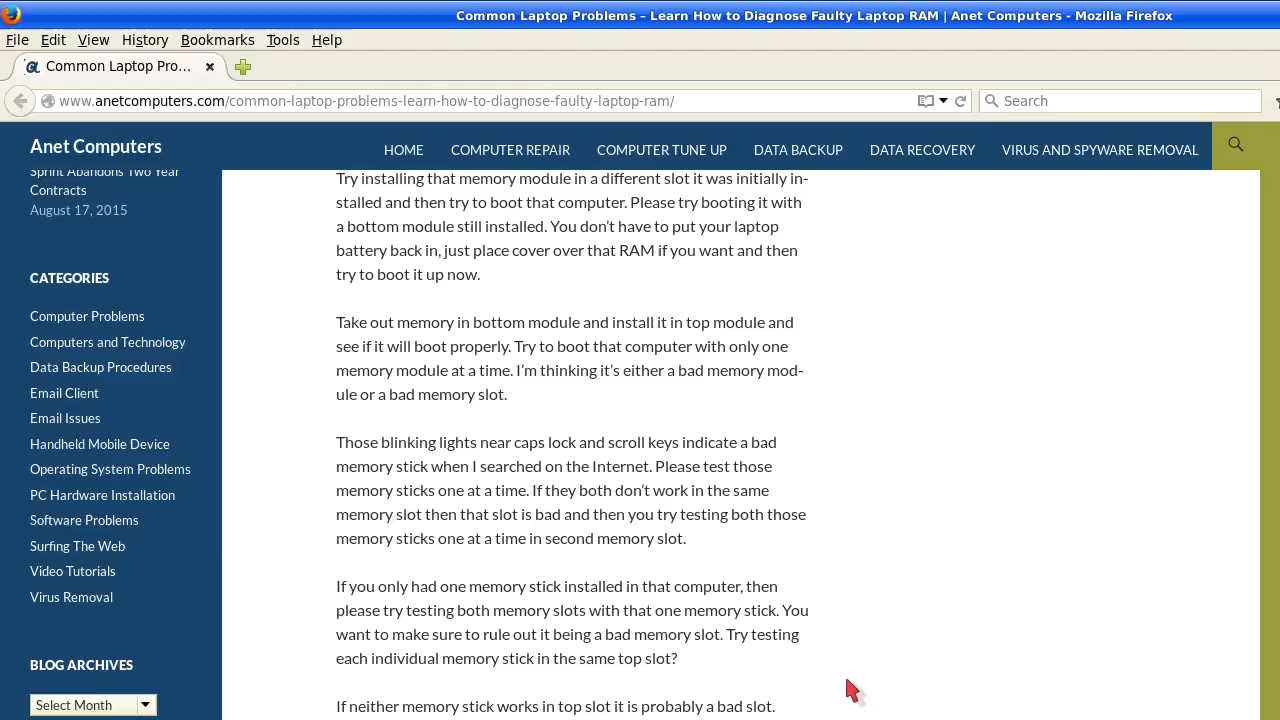 Common Laptop Problems – Learn How to Diagnose Faulty Laptop RAM | Anet Computers - Mozilla Firefox
File Edit View History Bookmarks Tools Help
Common Laptop Pro...
www.anetcomputers.com/common-laptop-problems-learn-how-to-diagnose-faulty-laptop-ram/
Search
Anet Computers
HOME COMPUTER REPAIR COMPUTER TUNE UP DATA BACKUP DATA RECOVERY VIRUS AND SPYWARE REMOVAL
Sprint Abandons Two Year
Contracts
August 17, 2015
CATEGORIES
Computer Problems
Computers and Technology
Data Backup Procedures
Email Client
Email Issues
Handheld Mobile Device
Operating System Problems
PC Hardware Installation
Software Problems
Surfing The Web
Video Tutorials
Virus Removal
BLOG ARCHIVES
Select Month
Try installing that memory module in a different slot it was initially in-
stalled and then try to boot that computer. Please try booting it with
a bottom module still installed. You don't have to put your laptop
battery back in, just place cover over that RAM if you want and then
try to boot it up now.
Take out memory in bottom module and install it in top module and
see if it will boot properly. Try to boot that computer with only one
memory module at a time. I'm thinking it's either a bad memory mod-
ule or a bad memory slot.
Those blinking lights near caps lock and scroll keys indicate a bad
memory stick when I searched on the Internet. Please test those
memory sticks one at a time. If they both don't work in the same
memory slot then that slot is bad and then you try testing both those
memory sticks one at a time in second memory slot.
If you only had one memory stick installed in that computer, then
please try testing both memory slots with that one memory stick. You
want to make sure to rule out it being a bad memory slot. Try testing
each individual memory stick in the same top slot?
If neither memory stick works in top slot it is probably a bad slot.